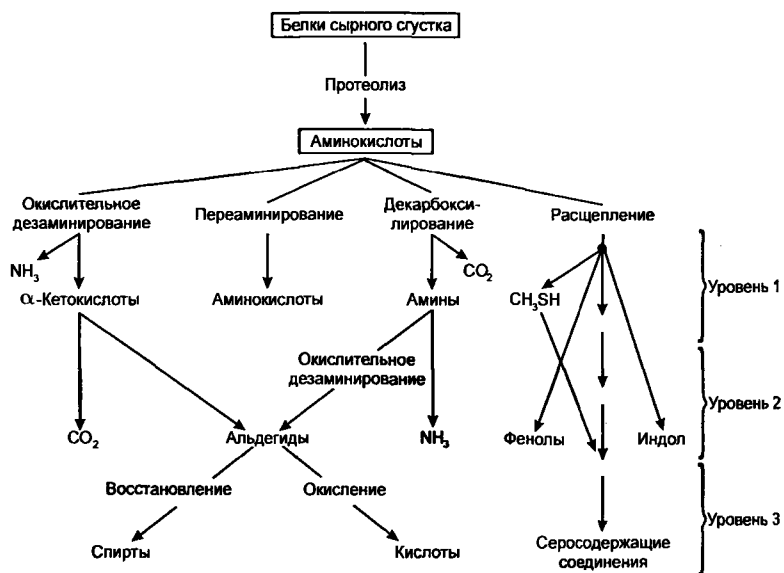 Белки сырного сгустка
Протеолиз
Аминокислоты
Окислительное
дезаминирование
Переаминирование
Декарбокси-
лирование
Расщепление
NH₃
CO₂
α-Кетокислоты
Аминокислоты
Амины
CH₃SH
Уровень 1
Окислительное
дезаминирование
CO₂
Альдегиды
NH₃
Фенолы
Индол
Уровень 2
Восстановление
Окисление
Спирты
Кислоты
Серосодержащие
соединения
Уровень 3